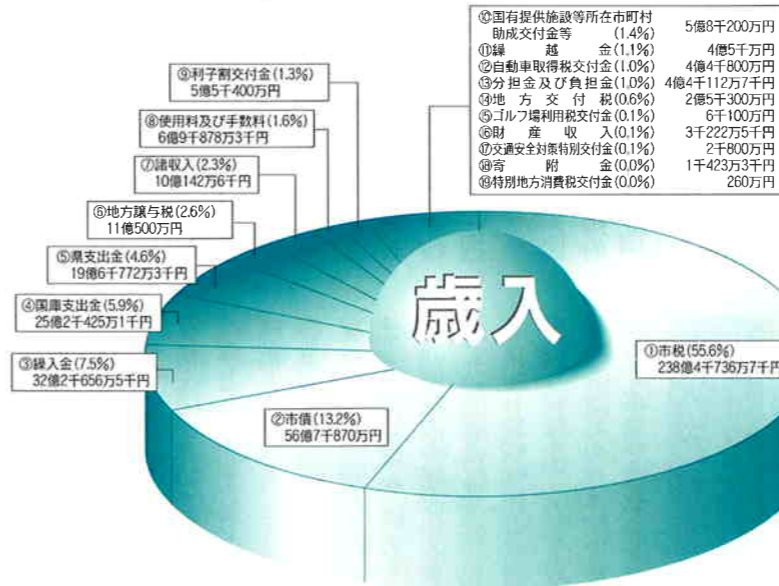 ⑩国有提供施設等所在市町村
助成交付金等 (1.4%) 5億8千200万円
⑪繰越金(1.1%) 4億5千万円
⑫自動車取得税交付金(1.0%) 4億4千800万円
⑬分担金及び負担金(1.0%) 4億4千112万7千円
⑭地方交付税(0.6%) 2億5千300万円
⑮ゴルフ場利用税交付金(0.1%) 6千100万円
⑯財産収入(0.1%) 3千222万5千円
⑰交通安全対策特別交付金(0.1%) 2千800万円
⑱寄附金(0.0%) 1千423万3千円
⑲特別地方消費税交付金(0.0%) 260万円
⑨利子割交付金(1.3%)
5億5千400万円
⑧使用料及び手数料(1.6%)
6億9千878万3千円
⑦諸収入(2.3%)
10億142万6千円
⑥地方譲与税(2.6%)
11億500万円
⑤県支出金(4.6%)
19億6千772万3千円
④国庫支出金(5.9%)
25億2千425万1千円
③繰入金(7.5%)
32億2千656万5千円
②市債(13.2%)
56億7千870万円
①市税(55.6%)
238億4千736万7千円
歳入